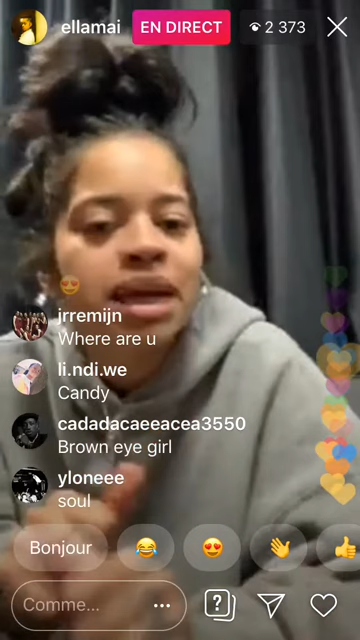 ellamai EN DIRECT 2 373
jrremijn
Where are u
li.ndi.we
Candy
cadadacaeeacea3550
Brown eye girl
yloneee
soul
Bonjour
Comme...